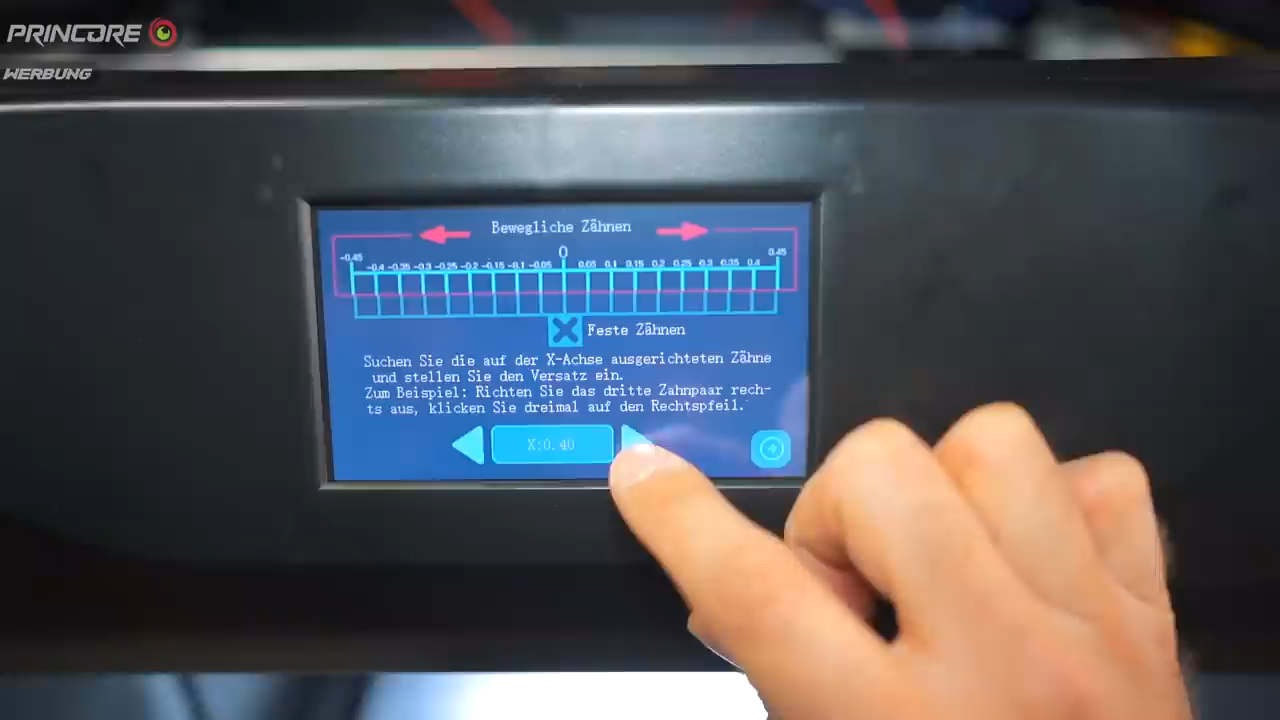 PRINCORE
WERBUNG
Bewegliche Zähnen
-0.45 -0.4 -0.35 -0.3 -0.25 -0.2 -0.15 -0.1 -0.05 0 0.05 0.1 0.15 0.2 0.25 0.3 0.35 0.4 0.45
Feste Zähnen
Suchen Sie die auf der X-Achse ausgerichteten Zähne
und stellen Sie den Versatz ein.
Zum Beispiel: Richten Sie das dritte Zahnpaar rech-
ts aus, klicken Sie dreimal auf den Rechtspfeil.
X:0.40